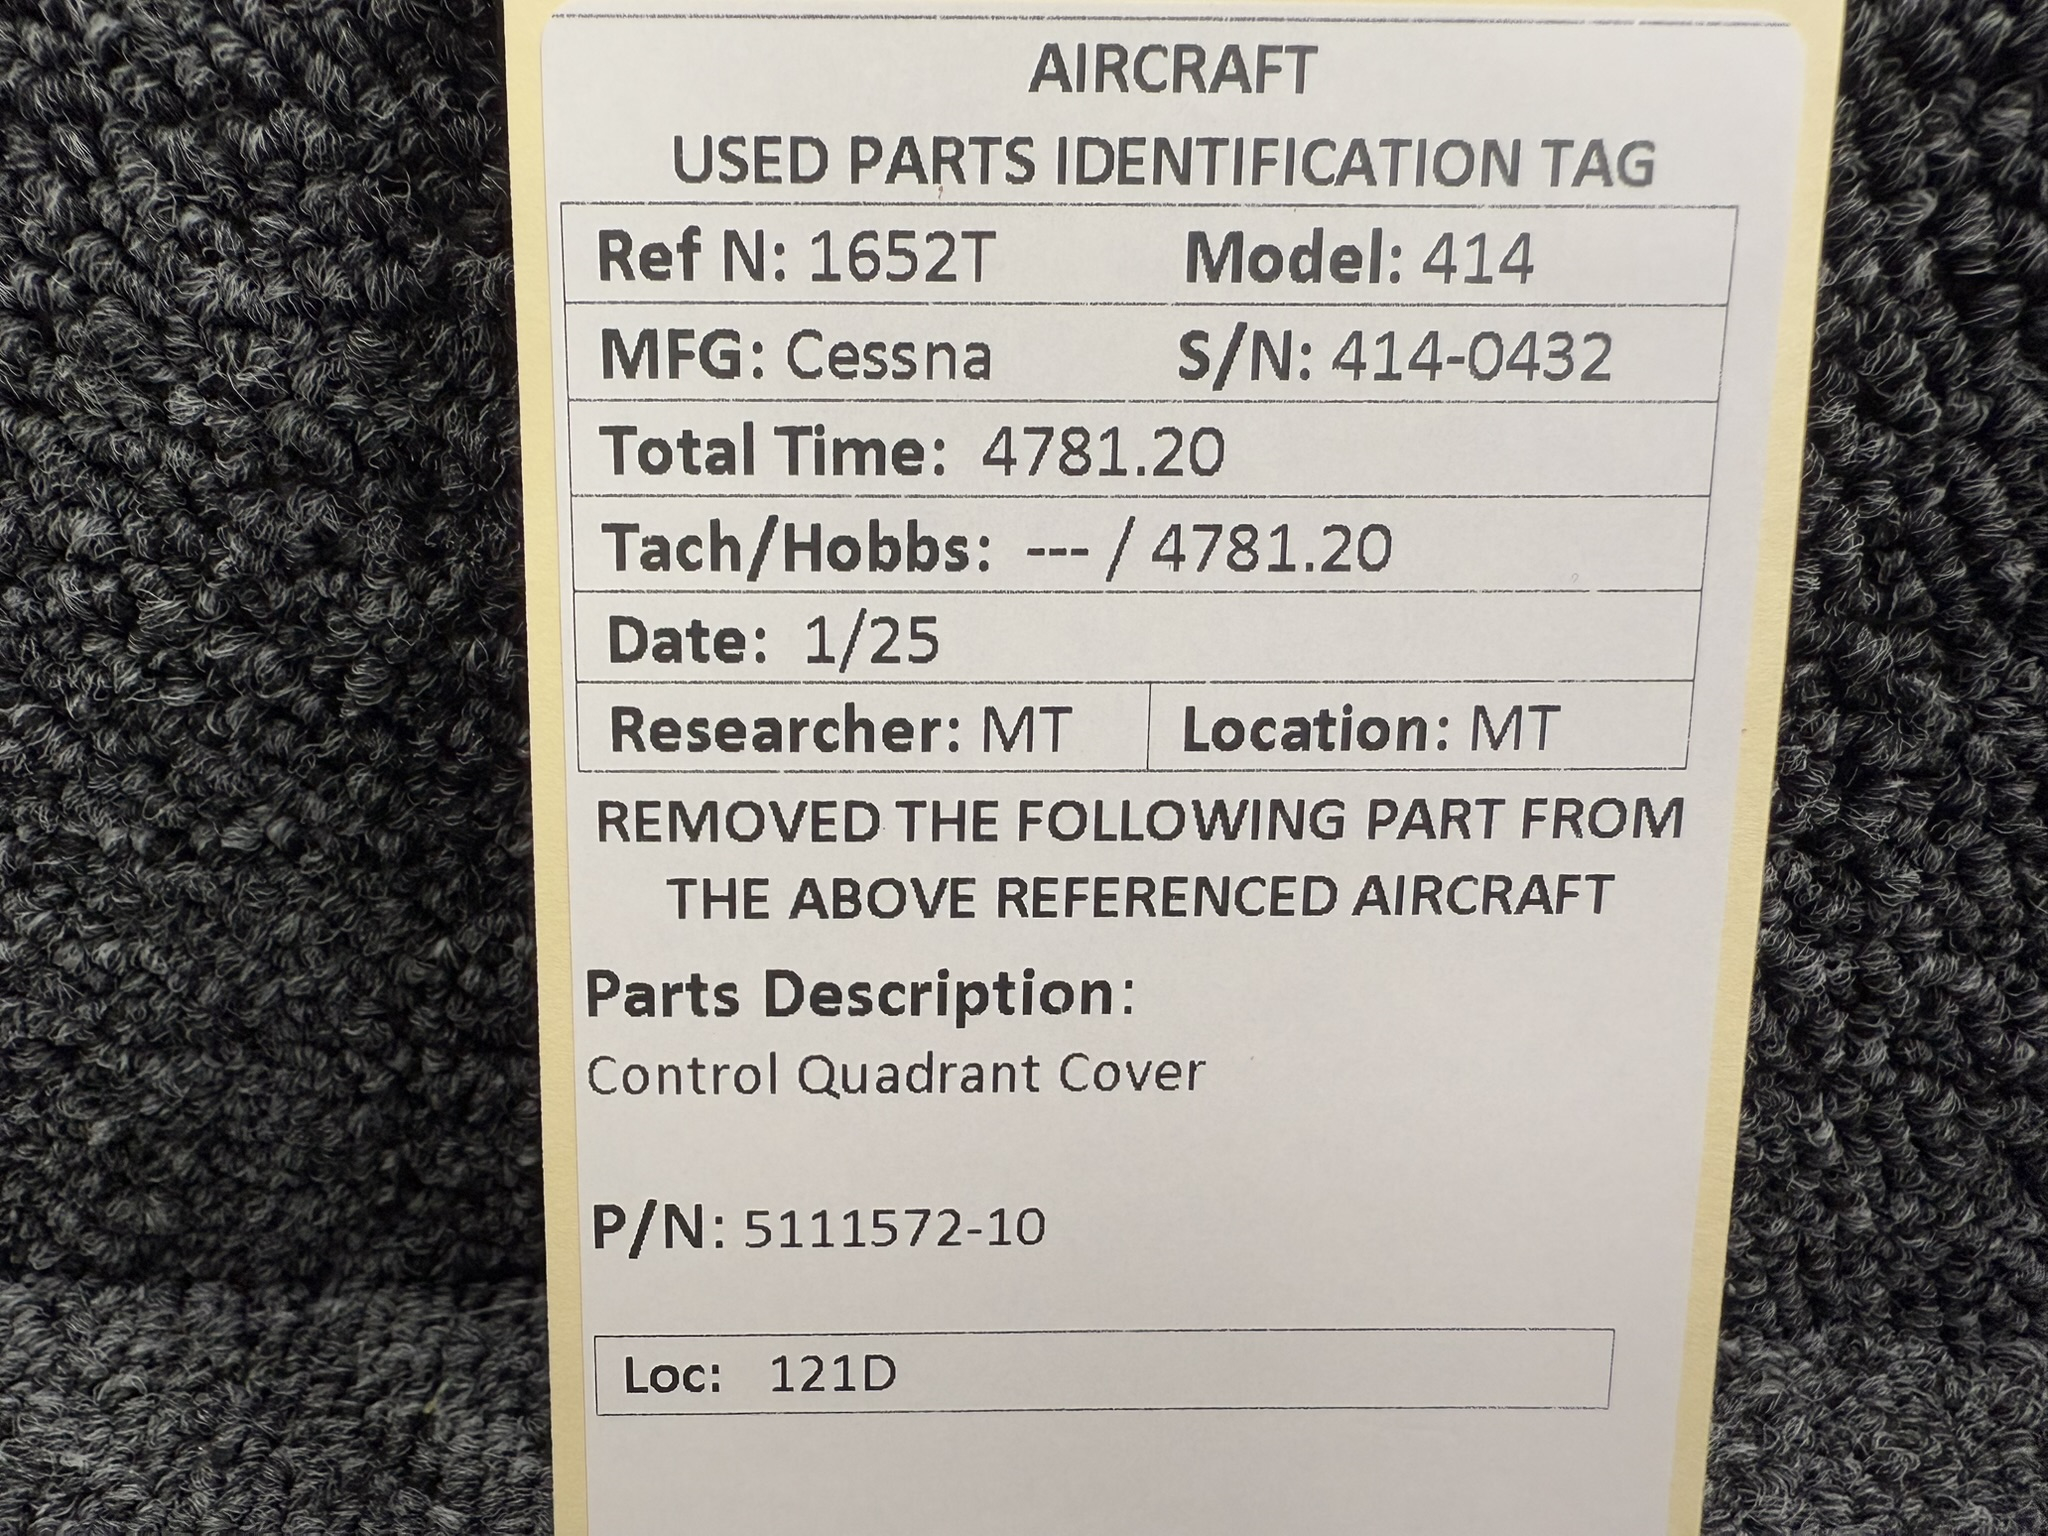 AIRCRAFT
USED PARTS IDENTIFICATION TAG
Ref N: 1652T Model: 414
MFG: Cessna S/N: 414-0432
Total Time: 4781.20
Tach/Hobbs: --- / 4781.20
Date: 1/25
Researcher: MT Location: MT
REMOVED THE FOLLOWING PART FROM
THE ABOVE REFERENCED AIRCRAFT
Parts Description:
Control Quadrant Cover
P/N: 5111572-10
Loc: 121D